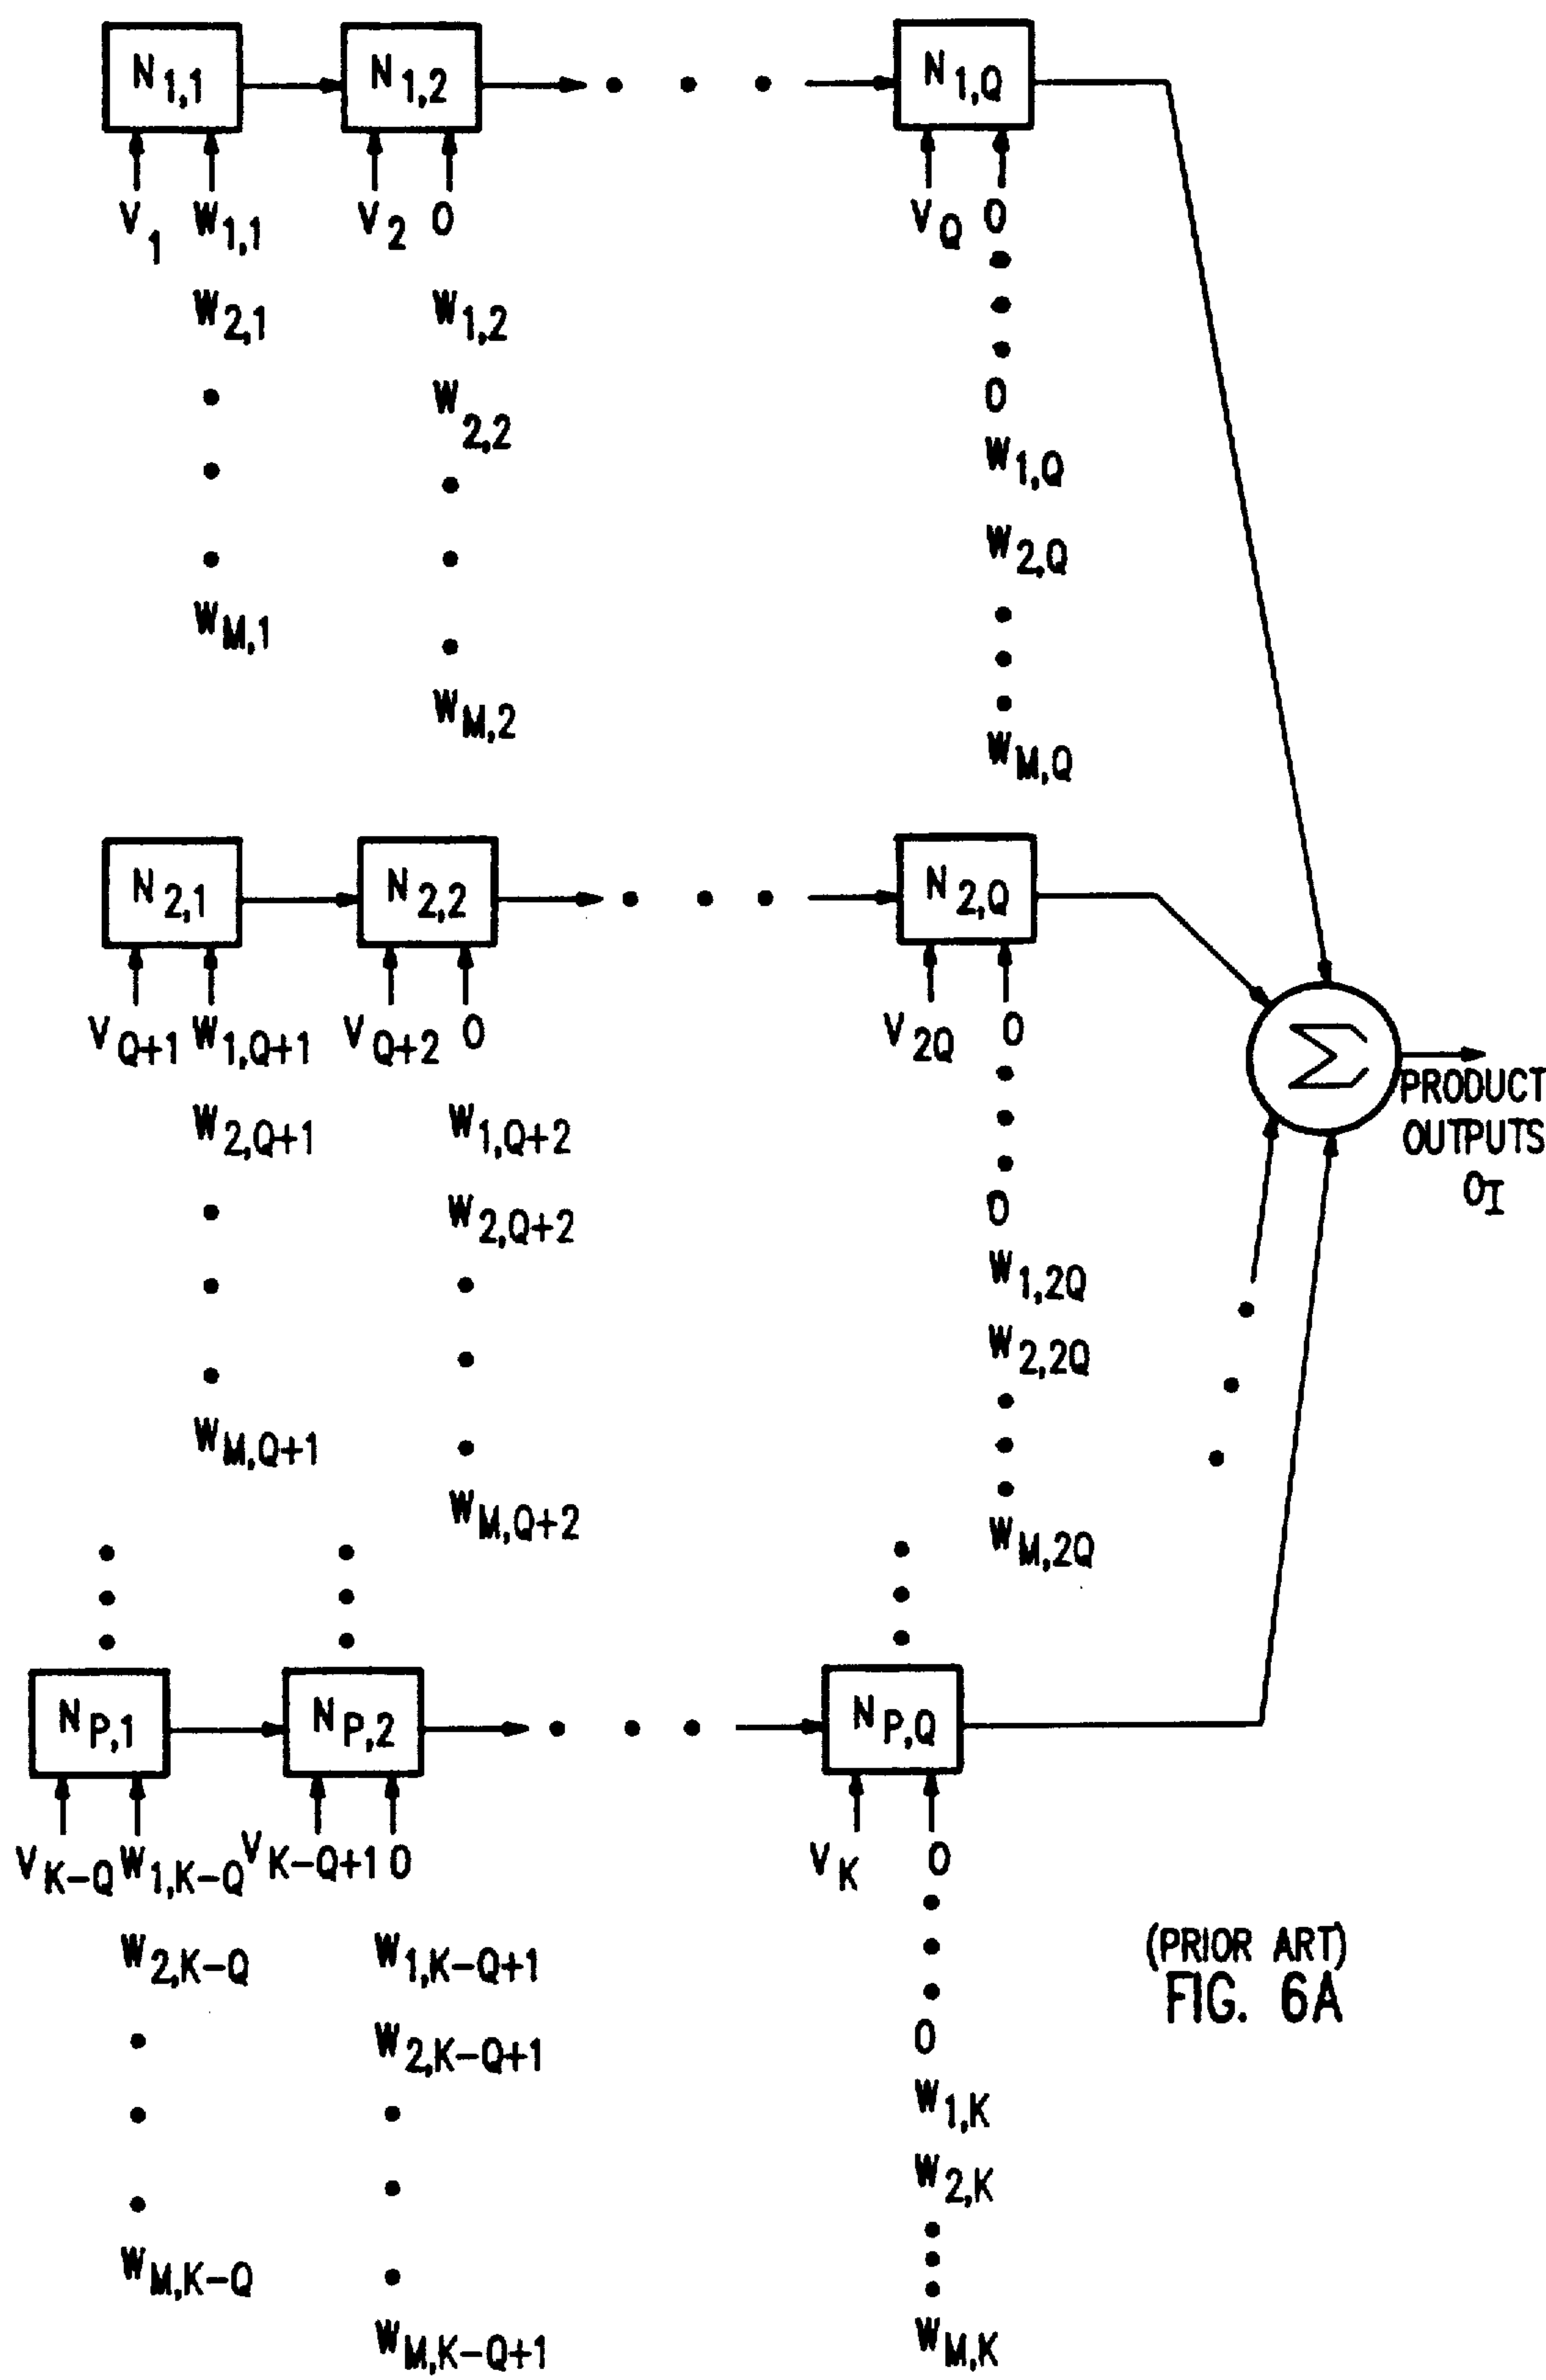 N1,1 N1,2 N1,Q
V1 W1,1 V2 0 VQ 0
W2,1 W1,2
W2,2 0
W1,Q
W2,Q
WM,1
WM,2
WM,Q
N2,1 N2,2 N2,Q
VQ+1 W1,Q+1 VQ+2 0 V2Q 0
Σ
PRODUCT
OUTPUTS
OI
W2,Q+1 W1,Q+2
W2,Q+2 0
W1,2Q
W2,2Q
WM,Q+1
WM,Q+2
WM,2Q
NP,1 NP,2 NP,Q
VK-Q W1,K-Q VK-Q+1 0 VK 0
W2,K-Q W1,K-Q+1
W2,K-Q+1 0
W1,K
W2,K
WM,K-Q
WM,K-Q+1
WM,K
(PRIOR ART)
FIG. 6A